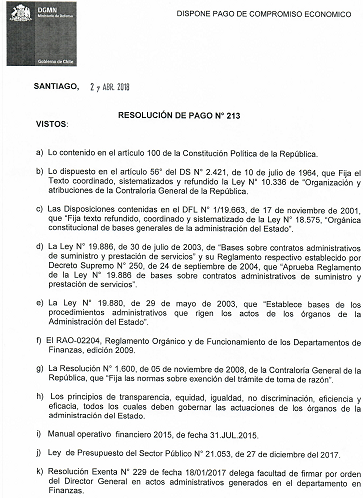 DGMN
Ministerio de Defensa
Gobierno de Chile
DISPONE PAGO DE COMPROMISO ECONOMICO
SANTIAGO, 2 ABR. 2018
RESOLUCIÓN DE PAGO N° 213
VISTOS:
a) Lo contenido en el artículo 100 de la Constitución Política de la República.
b) Lo dispuesto en el artículo 56° del DS N° 2.421, de 10 de julio de 1964, que Fija el
Texto coordinado, sistematizados y refundido la Ley N° 10.336 de “Organización y
atribuciones de la Contraloría General de la República.
c) Las Disposiciones contenidas en el DFL N° 1/19.663, de 17 de noviembre de 2001,
que “Fija texto refundido, coordinado y sistematizado de la Ley N° 18.575, “Orgánica
constitucional de bases generales de la administración del Estado”.
d) La Ley N° 19.886, de 30 de julio de 2003, de “Bases sobre contratos administrativos
de suministro y prestación de servicios” y su Reglamento respectivo establecido por
Decreto Supremo N° 250, de 24 de septiembre de 2004, que “Aprueba Reglamento
de la Ley N° 19.886 de bases sobre contratos administrativos de suministro y
prestación de servicios”.
e) La Ley N° 19.880, de 29 de mayo de 2003, que “Establece bases de los
procedimientos administrativos que rigen los actos de los órganos de la
Administración del Estado”.
f) El RAO-02204, Reglamento Orgánico y de Funcionamiento de los Departamentos de
Finanzas, edición 2009.
g) La Resolución N° 1.600, de 05 de noviembre de 2008, de la Contraloría General de la
República, que “Fija las normas sobre exención del trámite de toma de razón”.
h) Los principios de transparencia, equidad, igualdad, no discriminación, eficiencia y
eficacia, todos los cuales deben gobernar las actuaciones de los órganos de la
administración del Estado.
i) Manual operativo financiero 2015, de fecha 31.JUL.2015.
j) Ley de Presupuesto del Sector Público N° 21.053, de 27 de diciembre del 2017.
k) Resolución Exenta N° 229 de fecha 18/01/2017 delega facultad de firmar por orden
del Director General en actos administrativos generados en el departamento en
Finanzas.